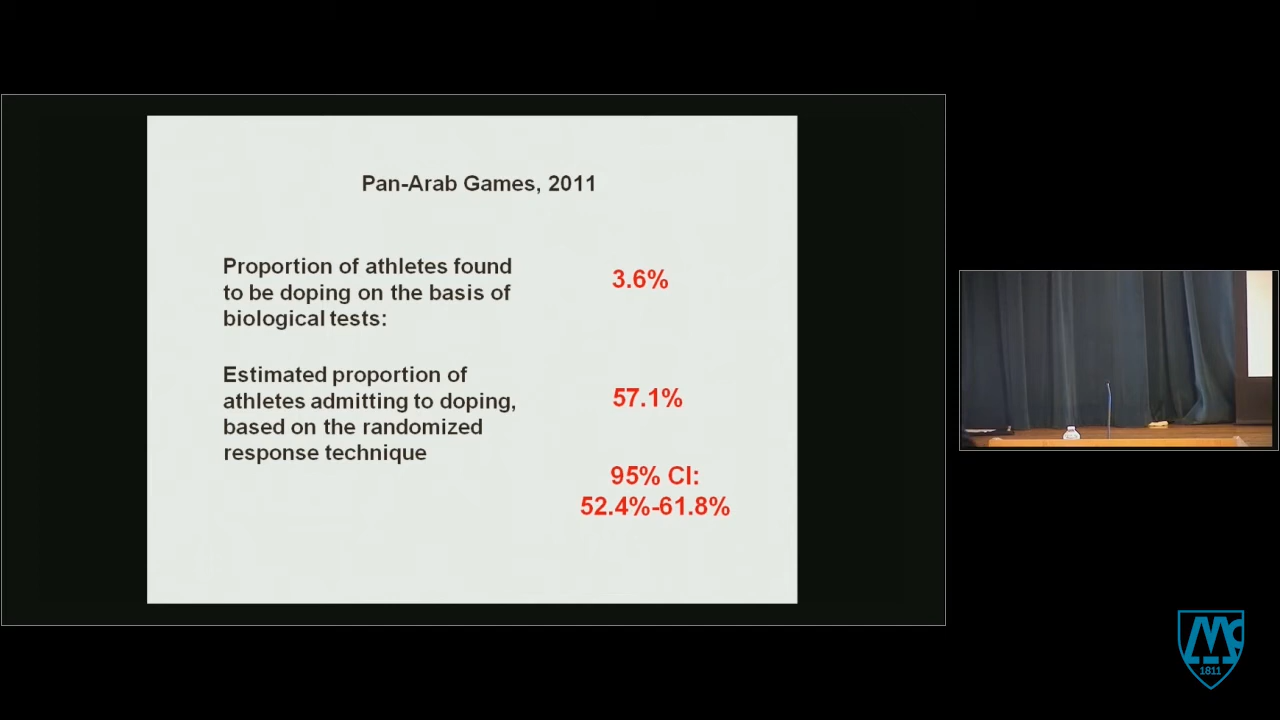 Pan-Arab Games, 2011
Proportion of athletes found
to be doping on the basis of
biological tests:
3.6%
Estimated proportion of
athletes admitting to doping,
based on the randomized
response technique
57.1%
95% CI:
52.4%-61.8%
1811